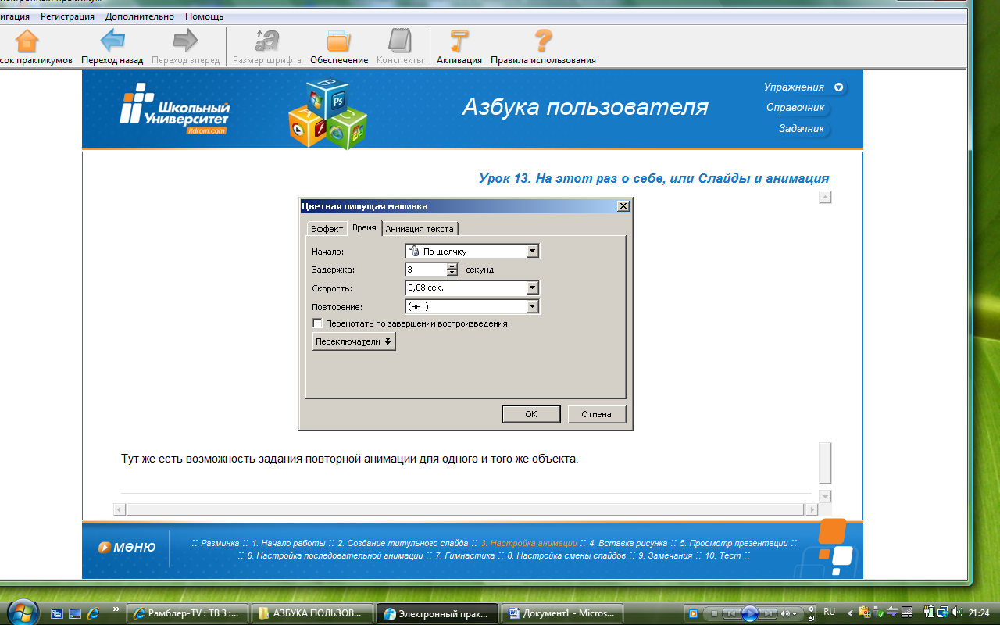 игация Регистрация Дополнительно Помощь
сок практикумов Переход назад Переход вперед Размер шрифта Обеспечение Конспекты Активация Правила использования
Школьный Университет
itdrom.com
Азбука пользователя
Упражнения
Справочник
Задачник
Урок 13. На этот раз о себе, или Слайды и анимация
Цветная пишущая машинка
Эффект Время Анимация текста
Начало: По щелчку
Задержка: 3 секунд
Скорость: 0,08 сек.
Повторение: (нет)
Перемотать по завершении воспроизведения
Переключатели
ОК Отмена
Тут же есть возможность задания повторной анимации для одного и того же объекта.
меню
:: Разминка :: 1. Начало работы :: 2. Создание титульного слайда :: 3. Настройка анимации :: 4. Вставка рисунка :: 5. Просмотр презентации ::
:: 6. Настройка последовательной анимации :: 7. Гимнастика :: 8. Настройка смены слайдов :: 9. Замечания :: 10. Тест ::
Рамблер-TV : ТВ 3 :... АЗБУКА ПОЛЬЗОВ... Электронный прак... Документ1 - Micros... RU 21:24